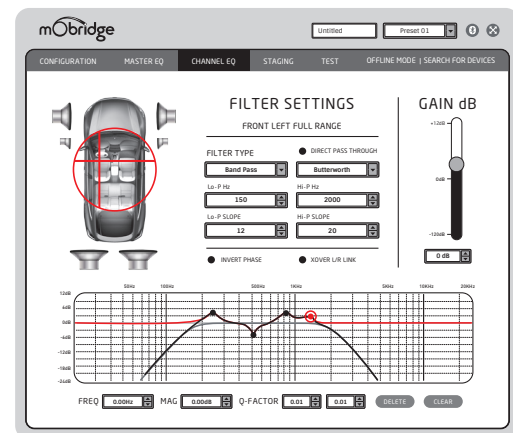 mObridge
Untitled
Preset 01
CONFIGURATION
MASTER EQ
CHANNEL EQ
STAGING
TEST
OFFLINE MODE | SEARCH FOR DEVICES
FILTER SETTINGS
FRONT LEFT FULL RANGE
FILTER TYPE
DIRECT PASS THROUGH
Band Pass
Butterworth
Lo-P Hz
Hi-P Hz
150
2000
Lo-P SLOPE
Hi-P SLOPE
12
20
INVERT PHASE
XOVER L/R LINK
GAIN dB
+12dB
0dB
-120dB
0 dB
50Hz
100Hz
500Hz
1KHz
5KHz
10KHz
20KHz
12dB
6dB
0dB
-6dB
-12dB
-18dB
-24dB
FREQ
0.00Hz
MAG
0.00dB
Q-FACTOR
0.01
0.01
DELETE
CLEAR